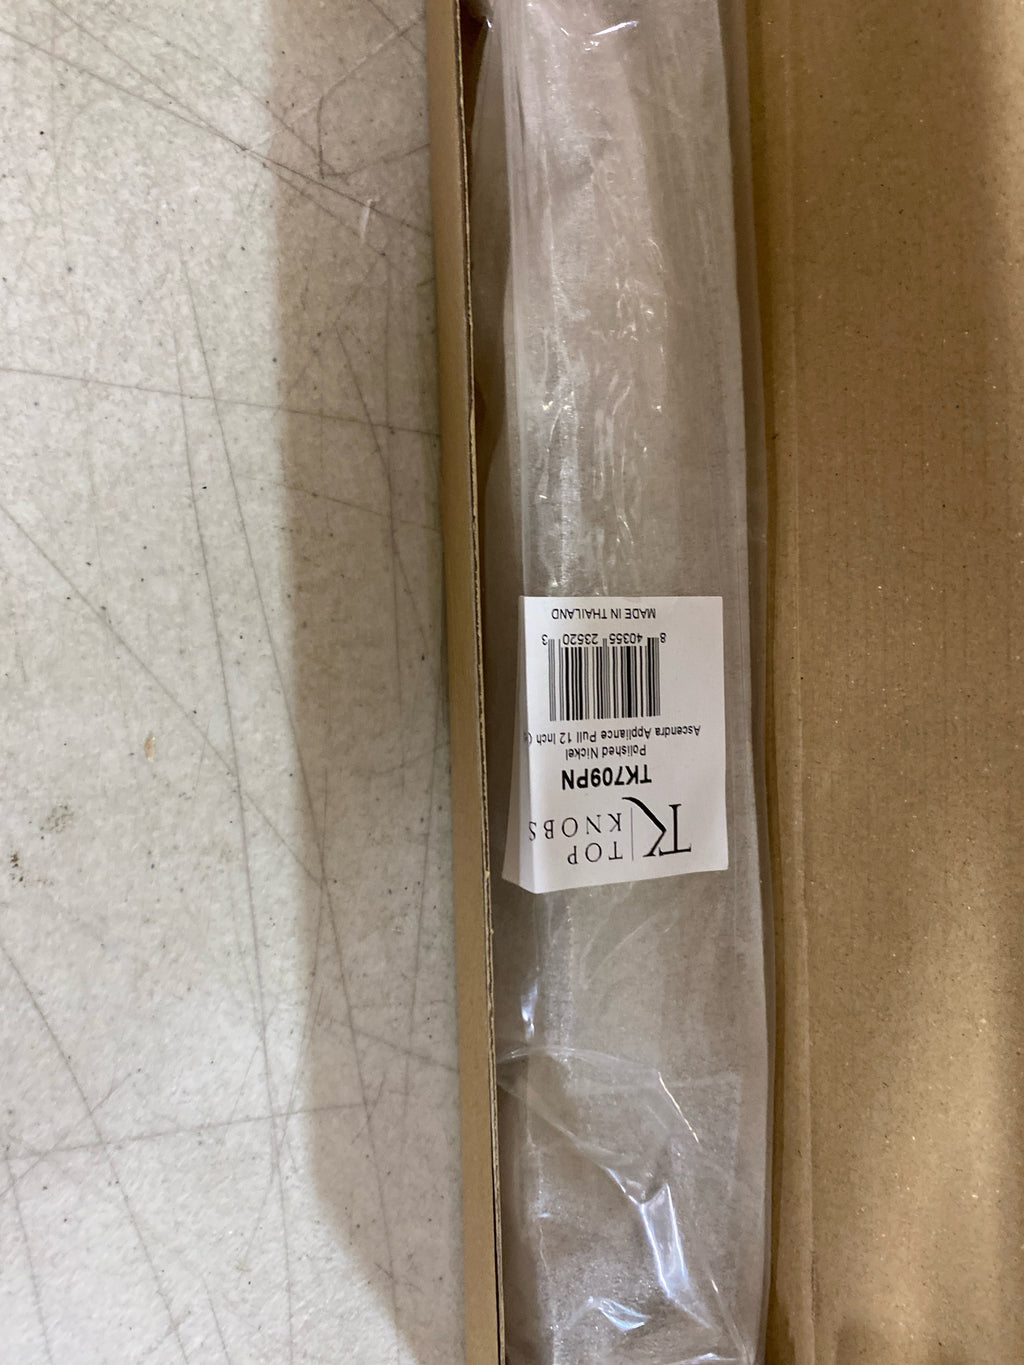 TK
TOP
KNOBS
TK709PN
Polished Nickel
Ascendra Appliance Pull 12 Inch
8 40355 23520 3
MADE IN THAILAND